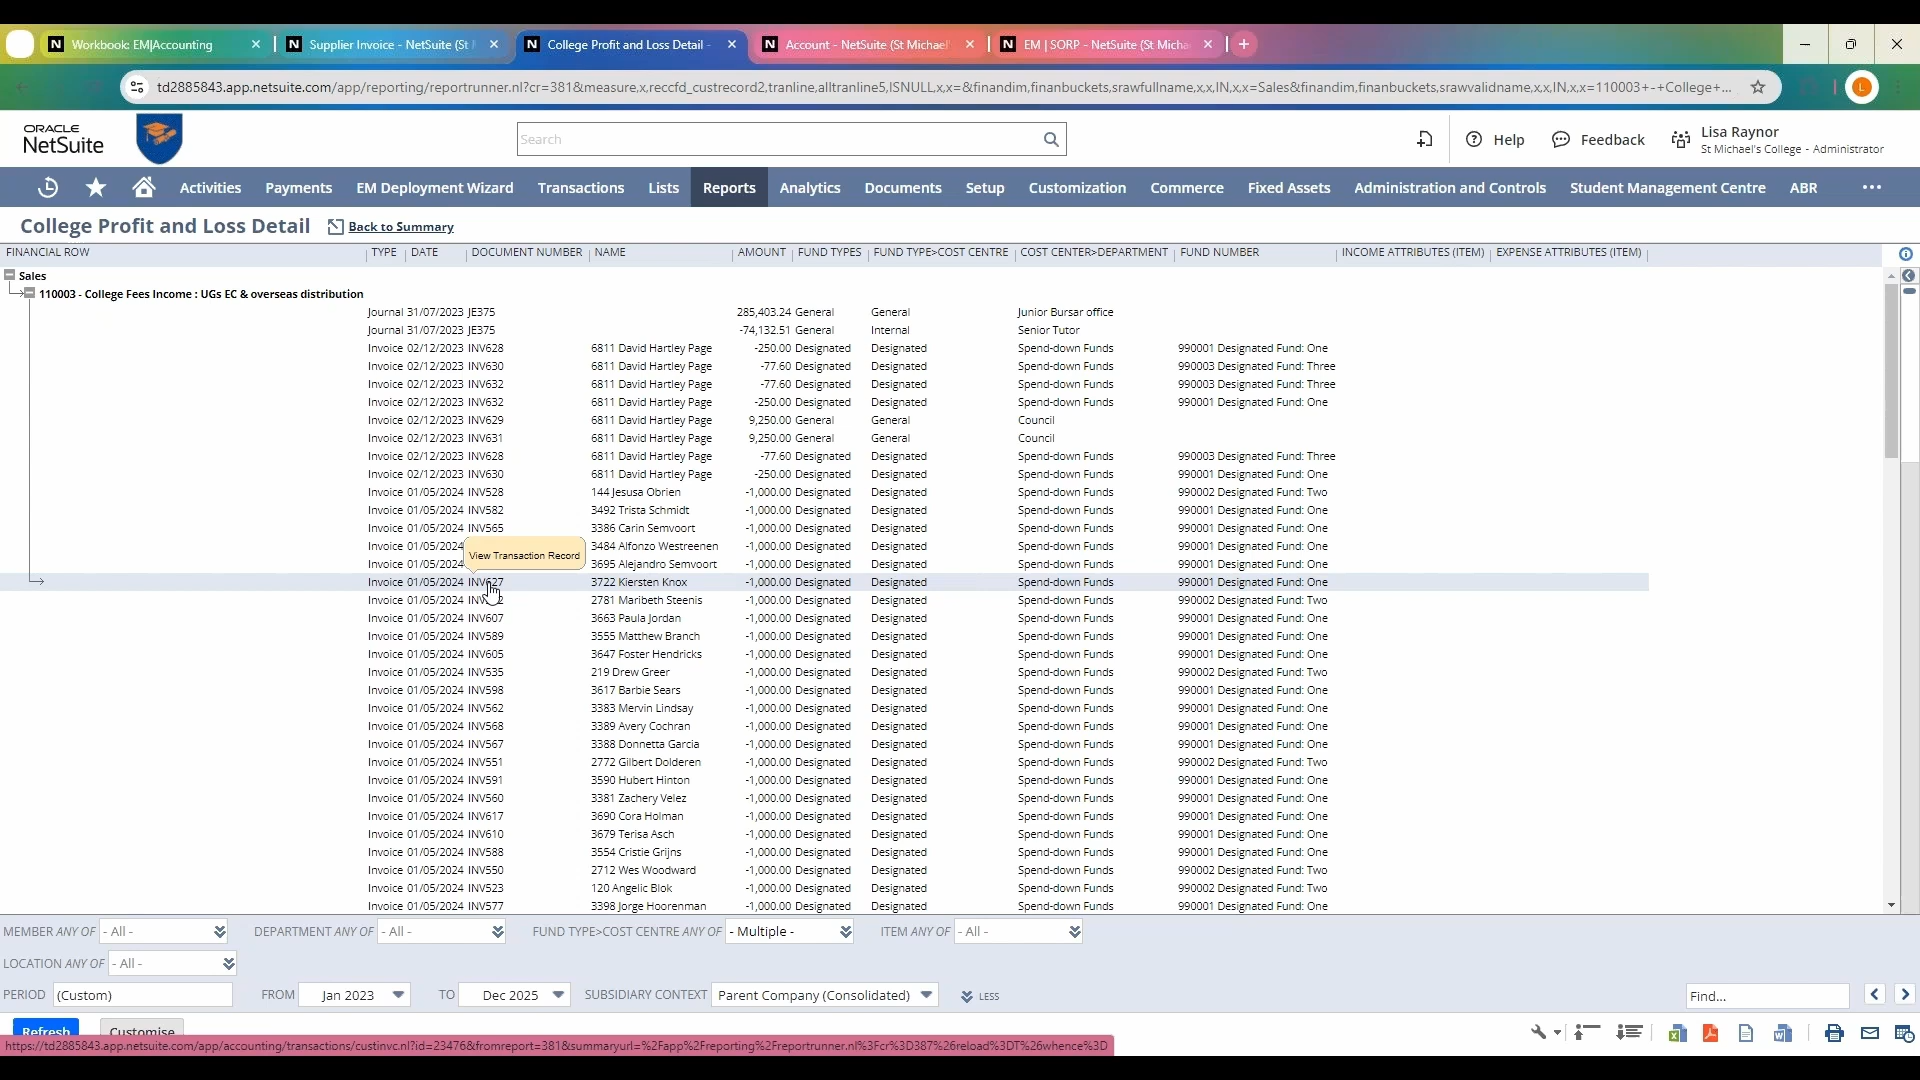 Workbook: EM|Accounting
Supplier Invoice - NetSuite (St
College Profit and Loss Detail -
Account - NetSuite (St Michael'
EM | SORP - NetSuite (St Micha
td2885843.app.netsuite.com/app/reporting/reportrunner.nl?cr=381&measure,x,reccfd_custrecord2,tranline,alltranline5,ISNULL,x,x=&finandim,finanbuckets,srawfullname,x,x,IN,x,x=Sales&finandim,finanbuckets,srawvalidname,x,x,IN,x,x=110003+-+College+...
L
ORACLE
NetSuite
Search
Help
Feedback
Lisa Raynor
St Michael's College - Administrator
Activities Payments EM Deployment Wizard Transactions Lists Reports Analytics Documents Setup Customization Commerce Fixed Assets Administration and Controls Student Management Centre ABR
College Profit and Loss Detail Back to Summary
FINANCIAL ROW TYPE DATE DOCUMENT NUMBER NAME AMOUNT FUND TYPES FUND TYPE>COST CENTRE COST CENTER>DEPARTMENT FUND NUMBER INCOME ATTRIBUTES (ITEM) EXPENSE ATTRIBUTES (ITEM)
Sales
110003 - College Fees Income : UGs EC & overseas distribution
Journal 31/07/2023 JE375 285,403.24 General General Junior Bursar office
Journal 31/07/2023 JE375 -74,132.51 General Internal Senior Tutor
Invoice 02/12/2023 INV628 6811 David Hartley Page -250.00 Designated Designated Spend-down Funds 990001 Designated Fund: One
Invoice 02/12/2023 INV630 6811 David Hartley Page -77.60 Designated Designated Spend-down Funds 990003 Designated Fund: Three
Invoice 02/12/2023 INV632 6811 David Hartley Page -77.60 Designated Designated Spend-down Funds 990003 Designated Fund: Three
Invoice 02/12/2023 INV632 6811 David Hartley Page -250.00 Designated Designated Spend-down Funds 990001 Designated Fund: One
Invoice 02/12/2023 INV629 6811 David Hartley Page 9,250.00 General General Council
Invoice 02/12/2023 INV631 6811 David Hartley Page 9,250.00 General General Council
Invoice 02/12/2023 INV628 6811 David Hartley Page -77.60 Designated Designated Spend-down Funds 990003 Designated Fund: Three
Invoice 02/12/2023 INV630 6811 David Hartley Page -250.00 Designated Designated Spend-down Funds 990001 Designated Fund: One
Invoice 01/05/2024 INV528 144 Jesusa Obrien -1,000.00 Designated Designated Spend-down Funds 990002 Designated Fund: Two
Invoice 01/05/2024 INV582 3492 Trista Schmidt -1,000.00 Designated Designated Spend-down Funds 990001 Designated Fund: One
Invoice 01/05/2024 INV565 3386 Carin Semvoort -1,000.00 Designated Designated Spend-down Funds 990001 Designated Fund: One
Invoice 01/05/2024 3484 Alfonzo Westreenen -1,000.00 Designated Designated Spend-down Funds 990001 Designated Fund: One
View Transaction Record
Invoice 01/05/2024 3695 Alejandro Semvoort -1,000.00 Designated Designated Spend-down Funds 990001 Designated Fund: One
Invoice 01/05/2024 INV627 3722 Kiersten Knox -1,000.00 Designated Designated Spend-down Funds 990001 Designated Fund: One
Invoice 01/05/2024 2781 Maribeth Steenis -1,000.00 Designated Designated Spend-down Funds 990002 Designated Fund: Two
Invoice 01/05/2024 INV607 3663 Paula Jordan -1,000.00 Designated Designated Spend-down Funds 990001 Designated Fund: One
Invoice 01/05/2024 INV589 3555 Matthew Branch -1,000.00 Designated Designated Spend-down Funds 990001 Designated Fund: One
Invoice 01/05/2024 INV605 3647 Foster Hendricks -1,000.00 Designated Designated Spend-down Funds 990001 Designated Fund: One
Invoice 01/05/2024 INV535 219 Drew Greer -1,000.00 Designated Designated Spend-down Funds 990002 Designated Fund: Two
Invoice 01/05/2024 INV598 3617 Barbie Sears -1,000.00 Designated Designated Spend-down Funds 990001 Designated Fund: One
Invoice 01/05/2024 INV562 3383 Mervin Lindsay -1,000.00 Designated Designated Spend-down Funds 990001 Designated Fund: One
Invoice 01/05/2024 INV568 3389 Avery Cochran -1,000.00 Designated Designated Spend-down Funds 990001 Designated Fund: One
Invoice 01/05/2024 INV567 3388 Donnetta Garcia -1,000.00 Designated Designated Spend-down Funds 990001 Designated Fund: One
Invoice 01/05/2024 INV551 2772 Gilbert Dolderen -1,000.00 Designated Designated Spend-down Funds 990002 Designated Fund: Two
Invoice 01/05/2024 INV591 3590 Hubert Hinton -1,000.00 Designated Designated Spend-down Funds 990001 Designated Fund: One
Invoice 01/05/2024 INV560 3381 Zachery Velez -1,000.00 Designated Designated Spend-down Funds 990001 Designated Fund: One
Invoice 01/05/2024 INV617 3690 Cora Holman -1,000.00 Designated Designated Spend-down Funds 990001 Designated Fund: One
Invoice 01/05/2024 INV610 3679 Terisa Asch -1,000.00 Designated Designated Spend-down Funds 990001 Designated Fund: One
Invoice 01/05/2024 INV588 3554 Cristie Grijns -1,000.00 Designated Designated Spend-down Funds 990001 Designated Fund: One
Invoice 01/05/2024 INV550 2712 Wes Woodward -1,000.00 Designated Designated Spend-down Funds 990002 Designated Fund: Two
Invoice 01/05/2024 INV523 120 Angelic Blok -1,000.00 Designated Designated Spend-down Funds 990002 Designated Fund: Two
Invoice 01/05/2024 INV577 3398 Jorge Hoorenman -1,000.00 Designated Designated Spend-down Funds 990001 Designated Fund: One
MEMBER ANY OF - All - DEPARTMENT ANY OF - All - FUND TYPE>COST CENTRE ANY OF - Multiple - ITEM ANY OF - All -
LOCATION ANY OF - All -
PERIOD (Custom) FROM Jan 2023 TO Dec 2025 SUBSIDIARY CONTEXT Parent Company (Consolidated) LESS Find...
Refresh Customise
https://td2885843.app.netsuite.com/app/accounting/transactions/custinvc.nl?id=23476&fromreport=381&summaryurl=%2Fapp%2Freporting%2Freportrunner.nl%3Fcr%3D387%26reload%3DT%26whence%3D